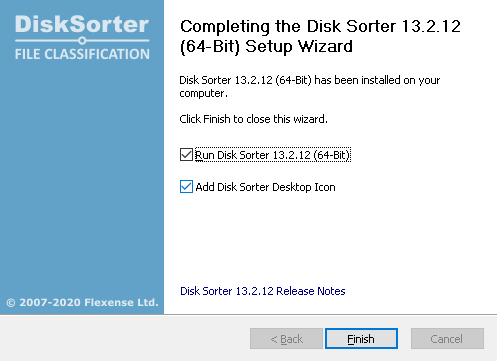 DiskSorter
FILE CLASSIFICATION
Completing the Disk Sorter 13.2.12
(64-Bit) Setup Wizard
Disk Sorter 13.2.12 (64-Bit) has been installed on your
computer.
Click Finish to close this wizard.
Run Disk Sorter 13.2.12 (64-Bit)
Add Disk Sorter Desktop Icon
Disk Sorter 13.2.12 Release Notes
© 2007-2020 Flexense Ltd.
< Back
Finish
Cancel